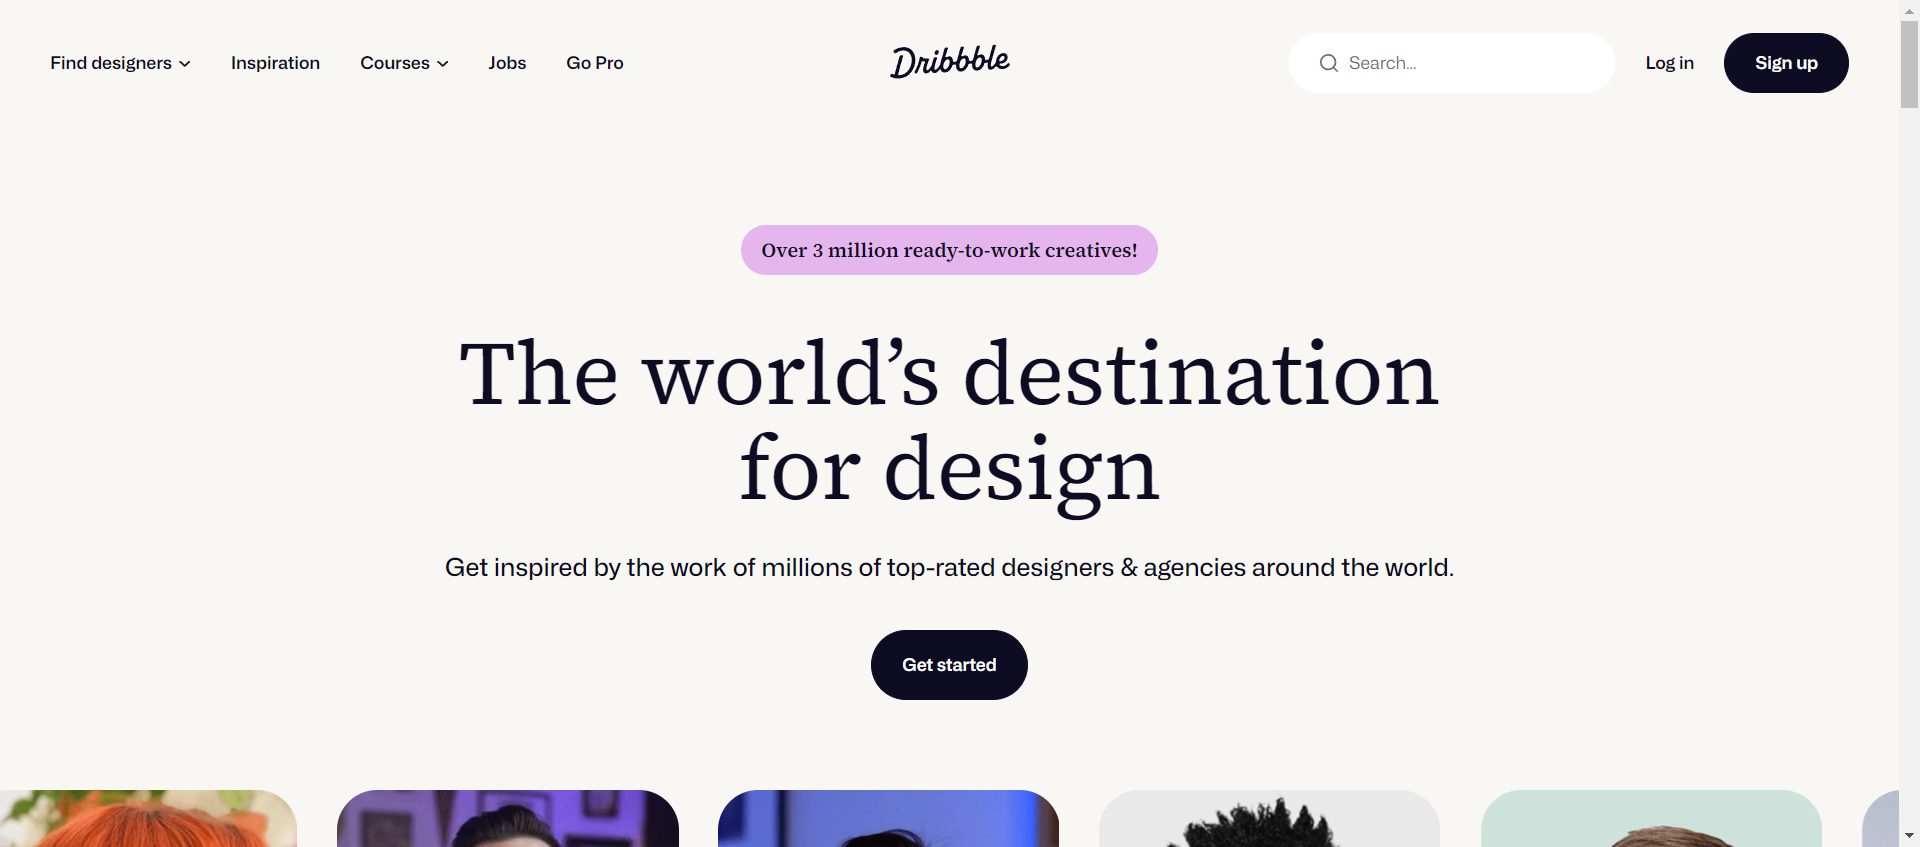 Find designers
Inspiration
Courses
Jobs
Go Pro
Dribbble
Search...
Log in
Sign up
Over 3 million ready-to-work creatives!
The world’s destination
for design
Get inspired by the work of millions of top-rated designers & agencies around the world.
Get started